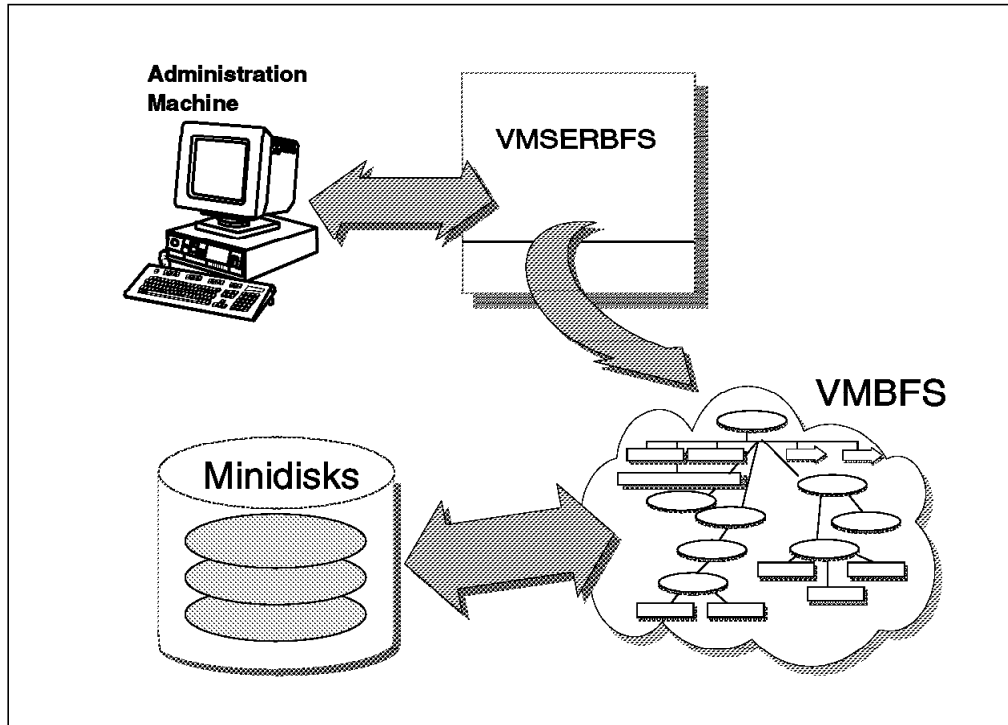 Administration
Machine
VMSERBFS
VMBFS
Minidisks